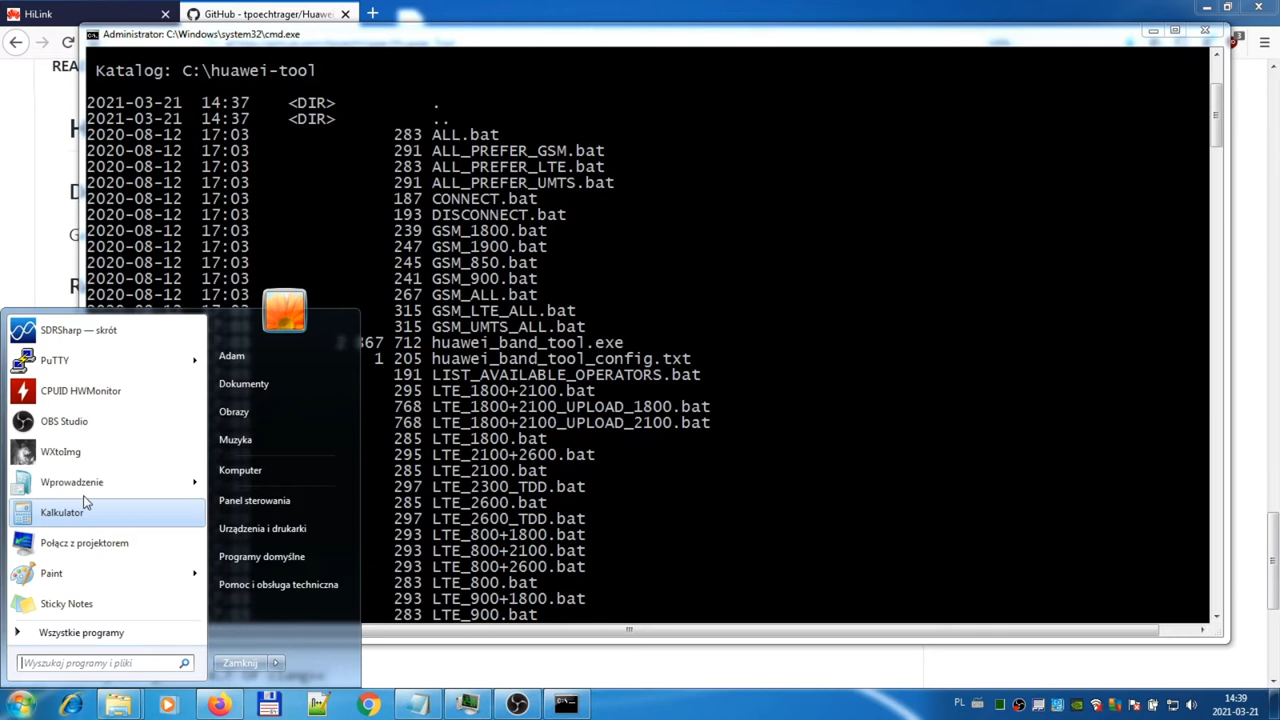 HiLink
GitHub - tpoechtrager/Huawei
Administrator: C:\Windows\system32\cmd.exe
3
REA
Katalog: C:\huawei-tool
2021-03-21 14:37 <DIR> .
2021-03-21 14:37 <DIR> ..
2020-08-12 17:03 283 ALL.bat
2020-08-12 17:03 291 ALL_PREFER_GSM.bat
2020-08-12 17:03 283 ALL_PREFER_LTE.bat
2020-08-12 17:03 291 ALL_PREFER_UMTS.bat
2020-08-12 17:03 187 CONNECT.bat
2020-08-12 17:03 193 DISCONNECT.bat
2020-08-12 17:03 239 GSM_1800.bat
2020-08-12 17:03 247 GSM_1900.bat
2020-08-12 17:03 245 GSM_850.bat
2020-08-12 17:03 241 GSM_900.bat
2020-08-12 17:03 267 GSM_ALL.bat
315 GSM_LTE_ALL.bat
315 GSM_UMTS_ALL.bat
867 712 huawei_band_tool.exe
1 205 huawei_band_tool_config.txt
191 LIST_AVAILABLE_OPERATORS.bat
295 LTE_1800+2100.bat
768 LTE_1800+2100_UPLOAD_1800.bat
768 LTE_1800+2100_UPLOAD_2100.bat
285 LTE_1800.bat
295 LTE_2100+2600.bat
285 LTE_2100.bat
297 LTE_2300_TDD.bat
285 LTE_2600.bat
297 LTE_2600_TDD.bat
293 LTE_800+1800.bat
293 LTE_800+2100.bat
293 LTE_800+2600.bat
283 LTE_800.bat
293 LTE_900+1800.bat
283 LTE_900.bat
SDRSharp — skrót
PuTTY
CPUID HWMonitor
OBS Studio
WXtoImg
Wprowadzenie
Kalkulator
Połącz z projektorem
Paint
Sticky Notes
Wszystkie programy
Wyszukaj programy i pliki
Adam
Dokumenty
Obrazy
Muzyka
Komputer
Panel sterowania
Urządzenia i drukarki
Programy domyślne
Pomoc i obsługa techniczna
Zamknij
PL
14:39
2021-03-21